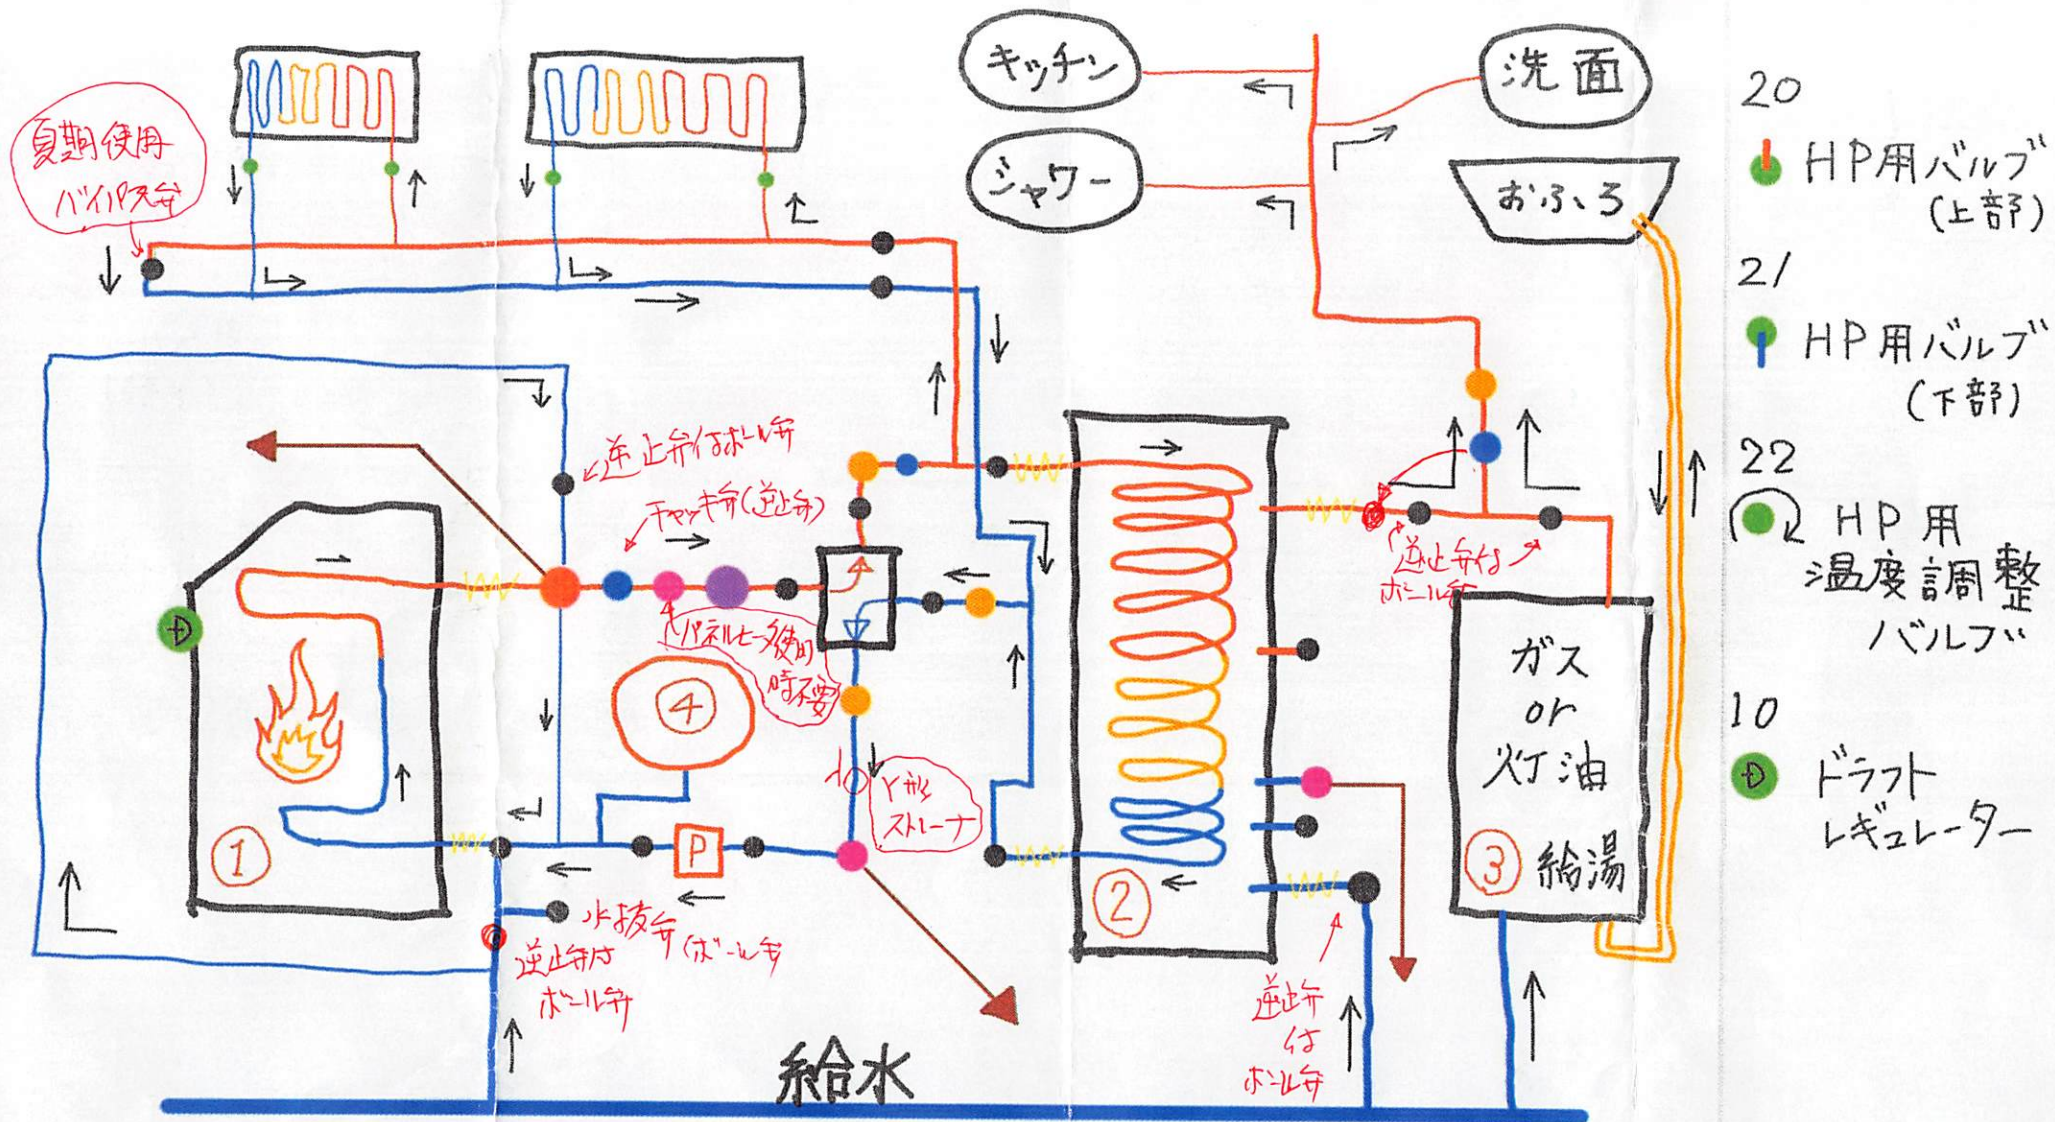 夏期使用
バイパス弁
キッチン
シャワー
洗面
おふろ
20
HP用バルブ
(上部)
21
HP用バルブ
(下部)
22
HP用
温度調整
バルブ
10
D
ドラフト
レギュレーター
逆止弁付ボール弁
チャッキ弁(逆止弁)
パネルヒータ使用
時不要
逆止弁付
ボール弁
D
①
④
P
Y形
ストレーナ
②
ガス
or
灯油
③ 給湯
水抜弁(ボール弁
逆止弁付
ボール弁
逆止弁
付
ボール弁
給水